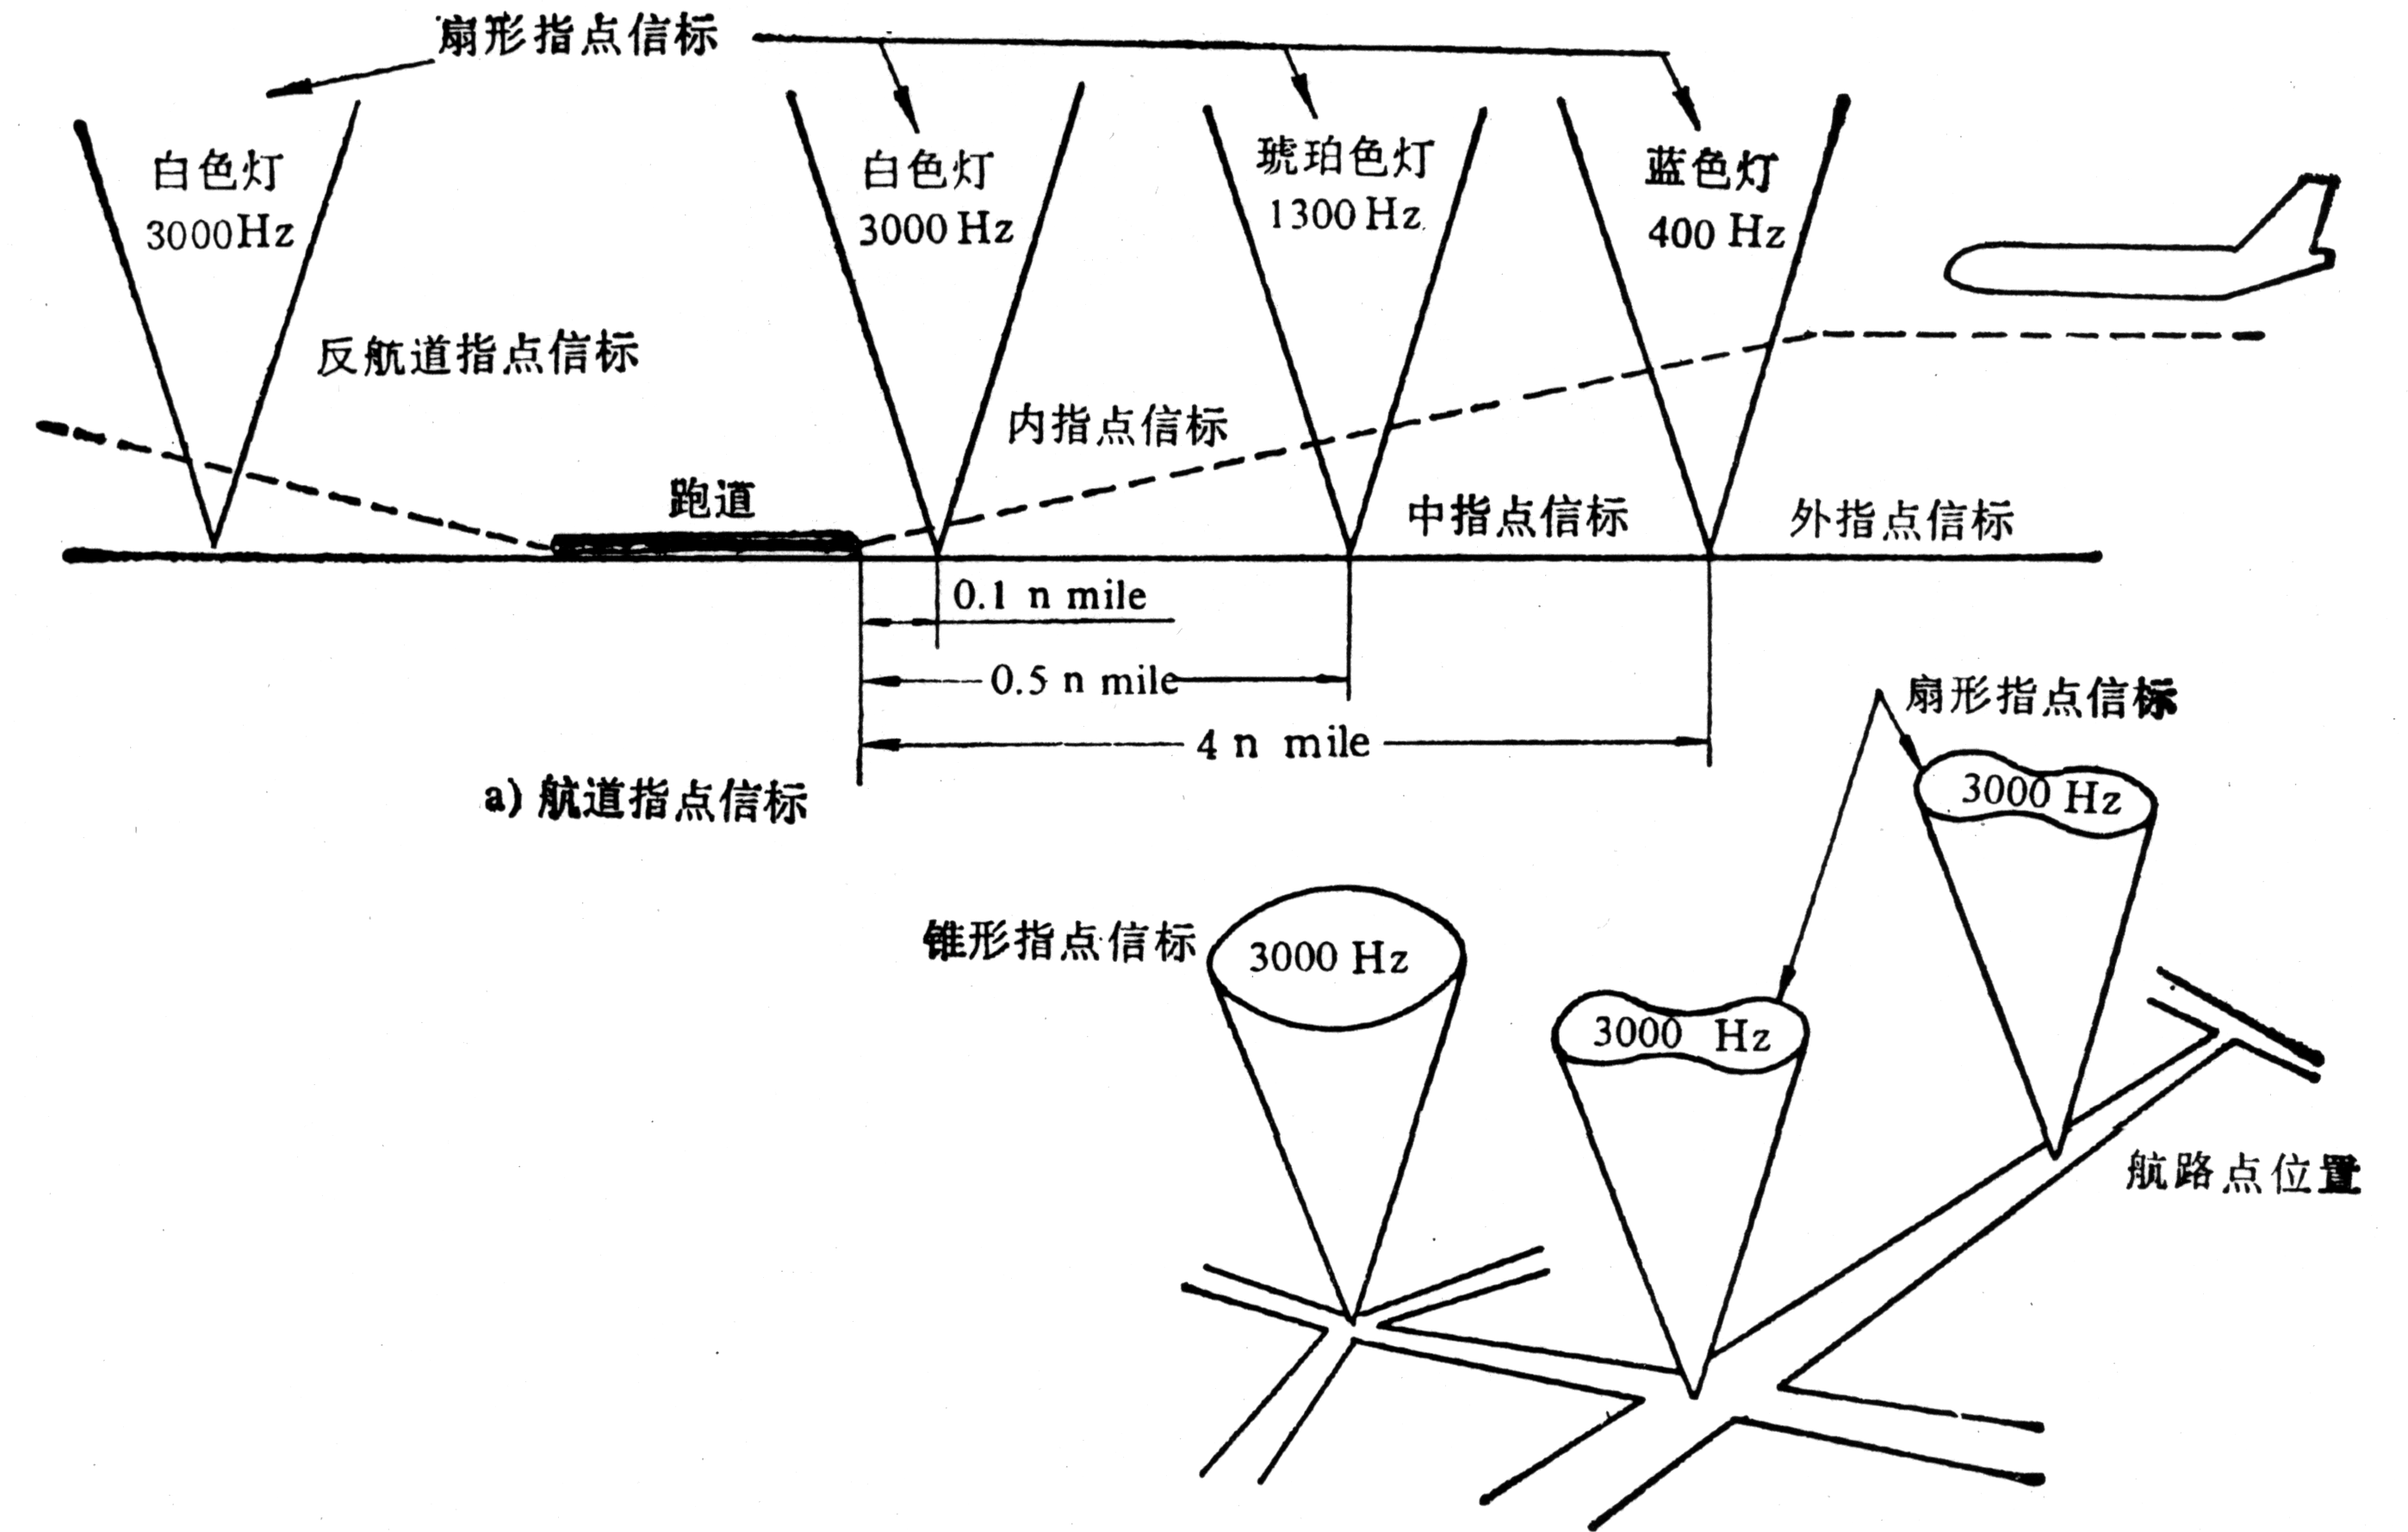 扇形指点信标
白色灯
3000Hz
白色灯
3000 Hz
琥珀色灯
1300 Hz
蓝色灯
400 Hz
反航道指点信标
内指点信标
跑道
中指点信标
外指点信标
0.1 n mile
0.5 n mile
4 n mile
a) 航道指点信标
扇形指点信标
3000 Hz
锥形指点信标
3000 Hz
3000 Hz
航路点位置